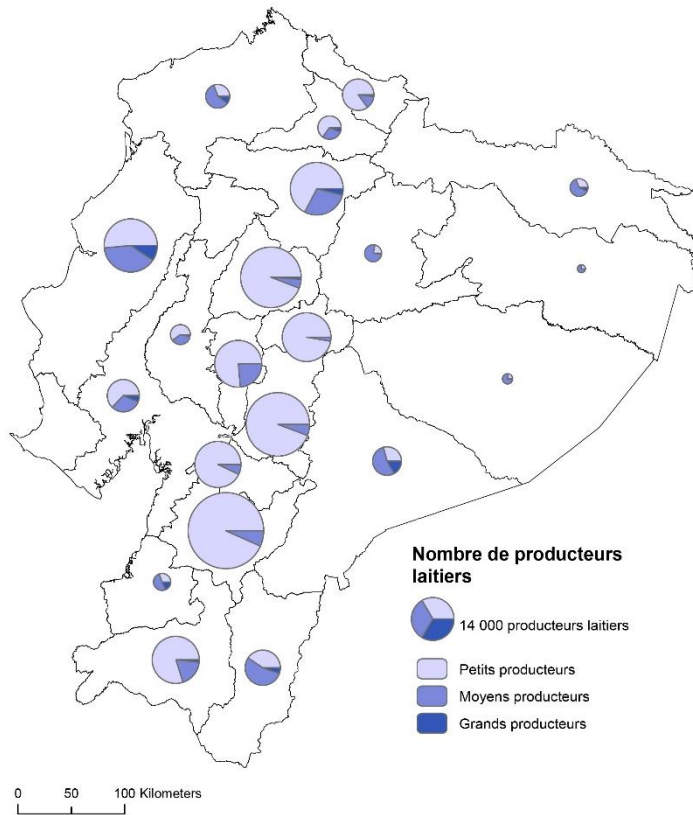 Nombre de producteurs
laitiers
14 000 producteurs laitiers
Petits producteurs
Moyens producteurs
Grands producteurs
0 50 100 Kilometers